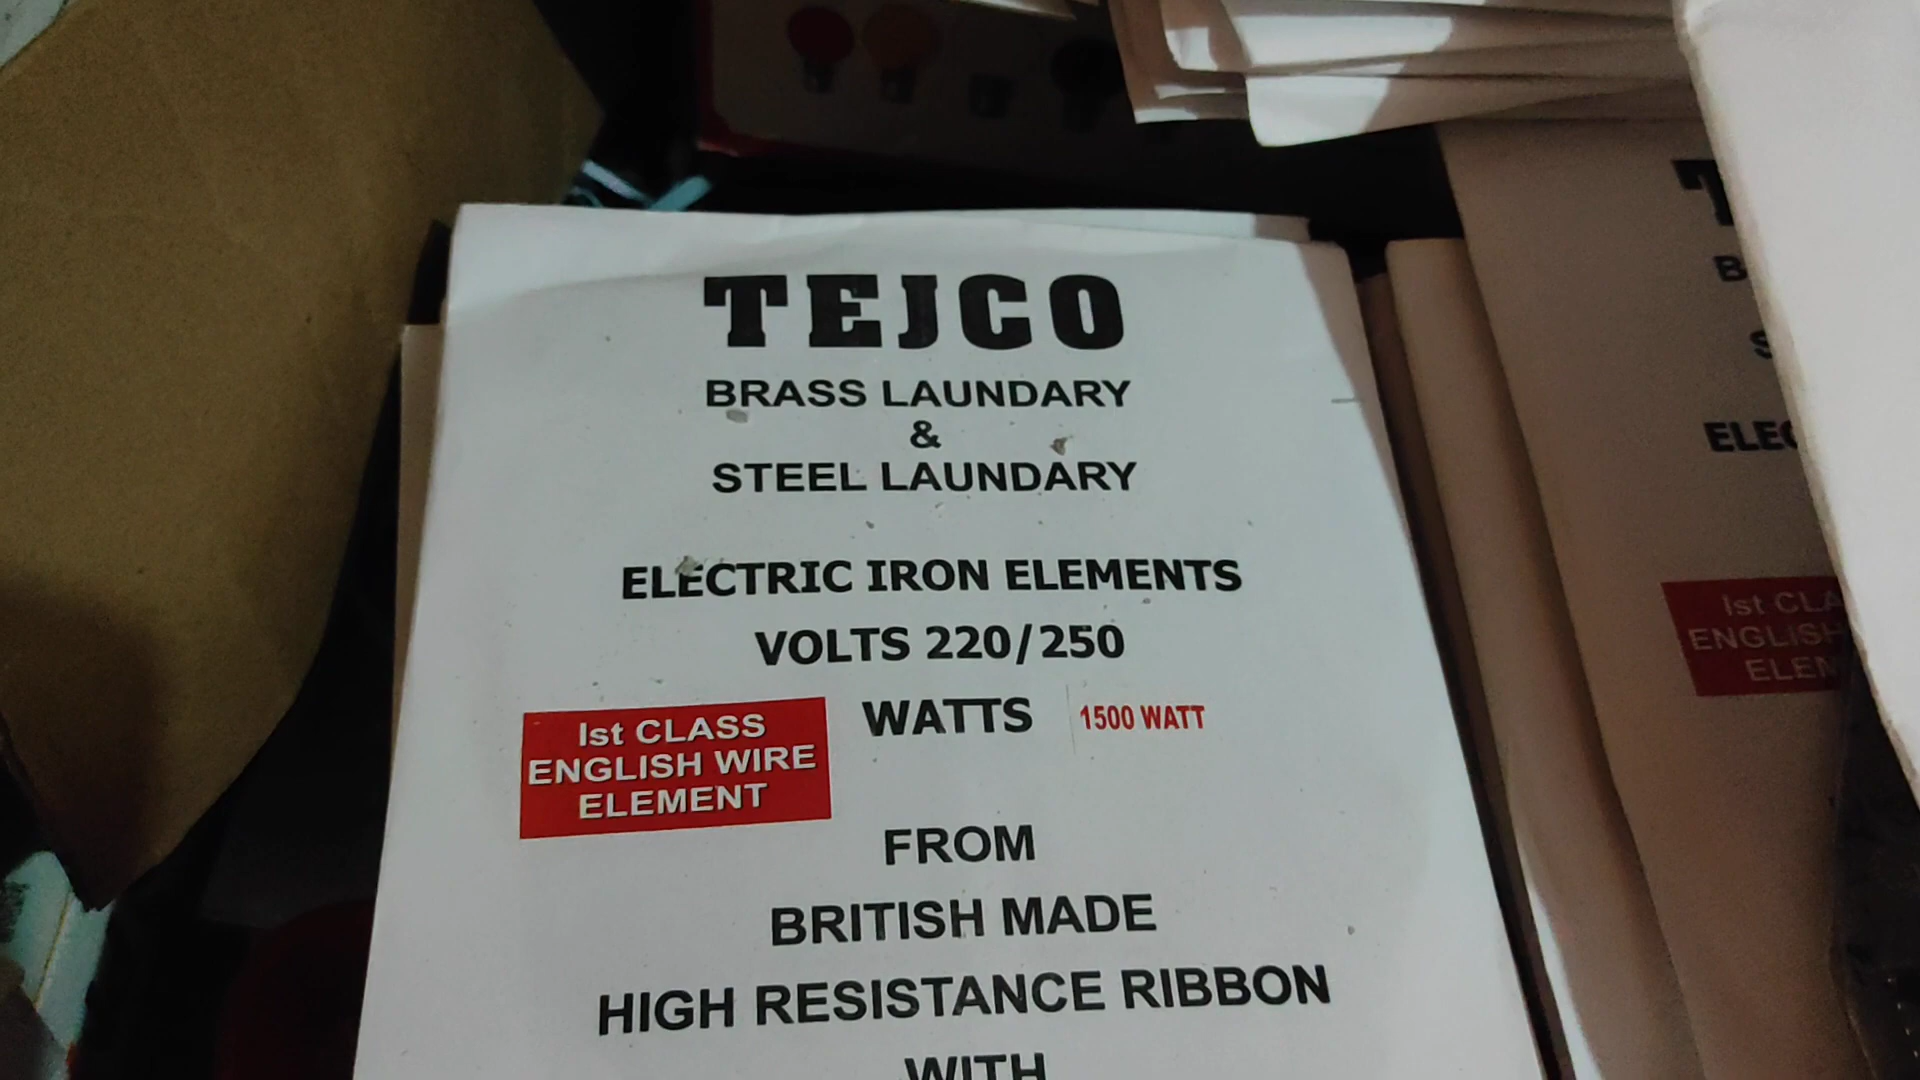 TEJCO
BRASS LAUNDARY
&
STEEL LAUNDARY
ELECTRIC IRON ELEMENTS
VOLTS 220/250
WATTS 1500 WATT
Ist CLASS
ENGLISH WIRE
ELEMENT
FROM
BRITISH MADE
HIGH RESISTANCE RIBBON
WITH
Ist CLA
ENGLISH
ELEM